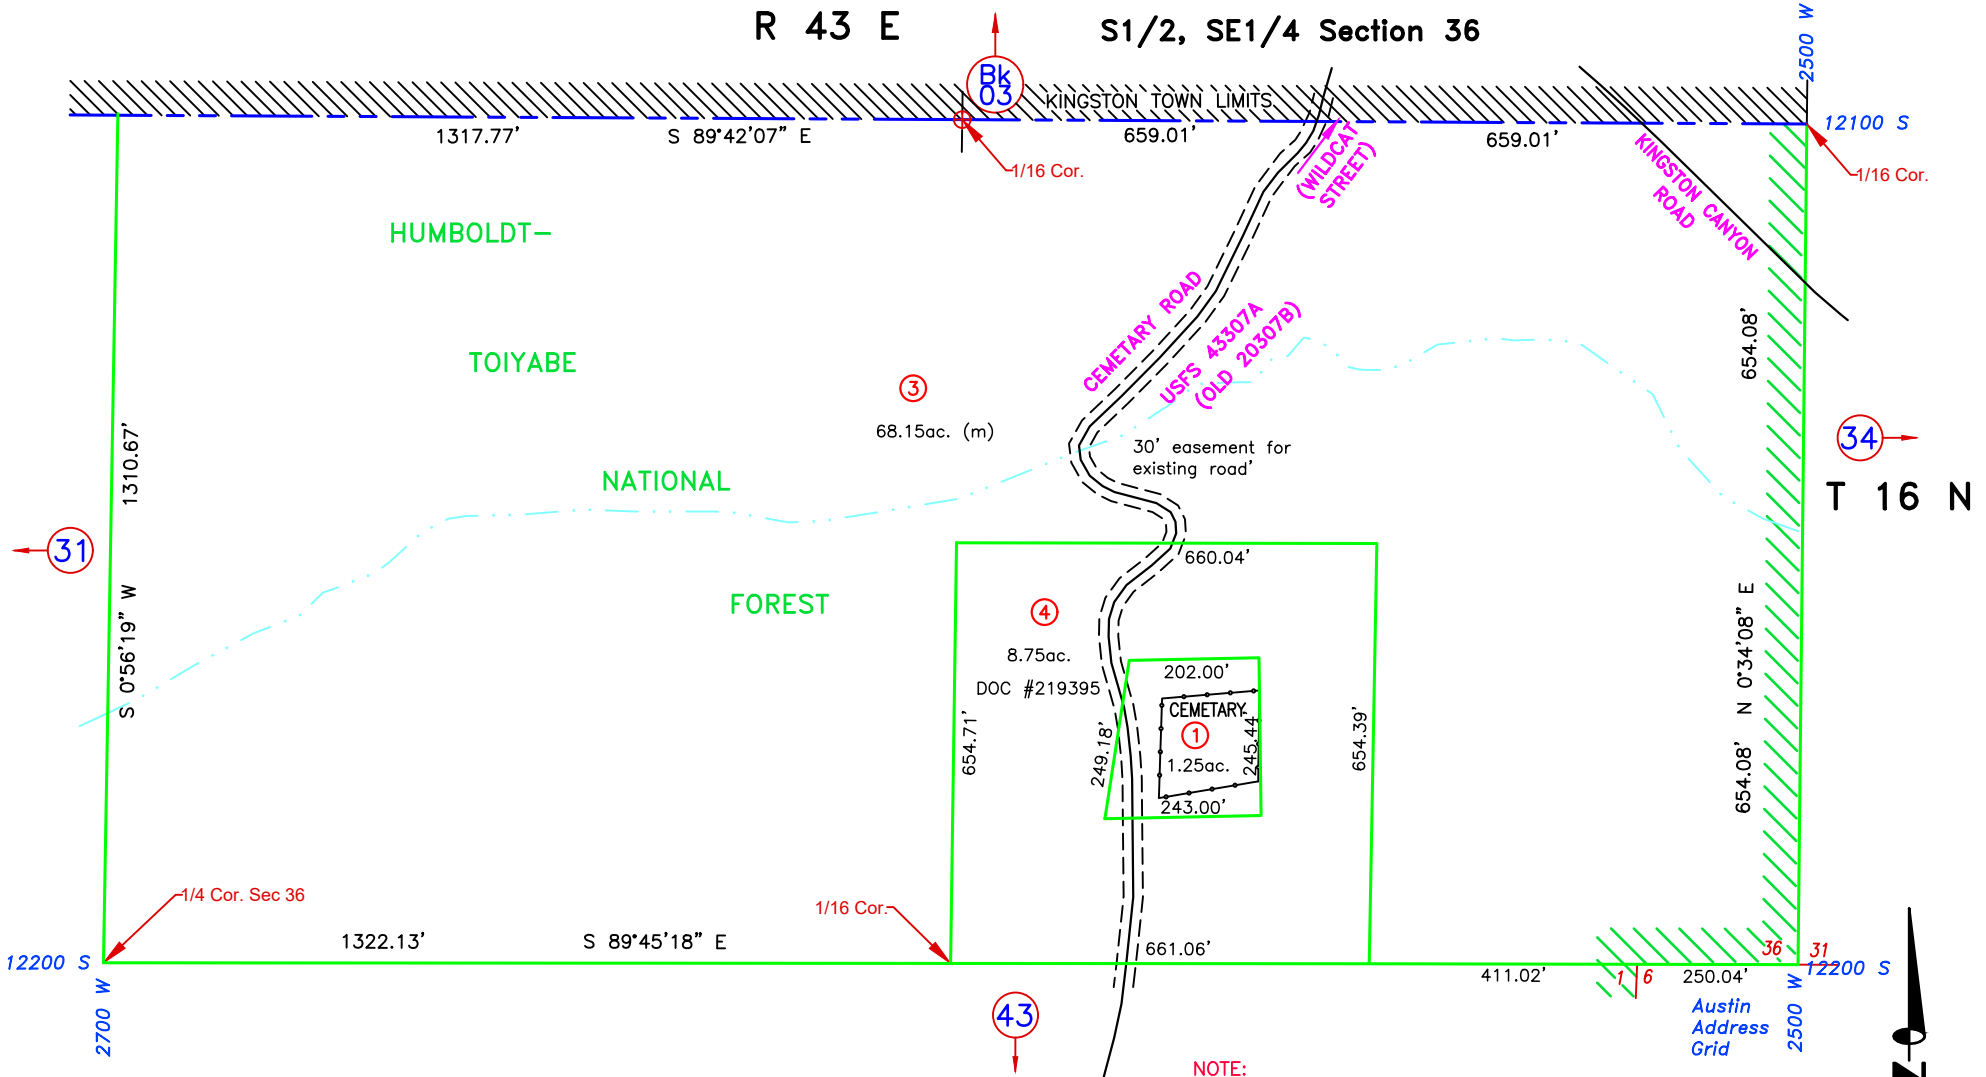 R 43 E
S1/2, SE1/4 Section 36
2500 W
Bk
03
KINGSTON TOWN LIMITS
12100 S
1317.77'
S 89°42'07" E
659.01'
659.01'
1/16 Cor.
1/16 Cor.
(WILDCAT
STREET)
KINGSTON CANYON
ROAD
HUMBOLDT-
TOIYABE
NATIONAL
FOREST
CEMETARY ROAD
USFS 43307A
(OLD 20307B)
3
68.15ac. (m)
30' easement for
existing road'
654.08'
34
T 16 N
1310.67'
S 0°56'19" W
31
660.04'
4
8.75ac.
DOC #219395
202.00'
CEMETARY
1
1.25ac.
245.44'
249.18'
243.00'
654.71'
654.39'
N 0°34'08" E
654.08'
1/4 Cor. Sec 36
1/16 Cor.
1322.13'
S 89°45'18" E
661.06'
36
31
12200 S
12200 S
411.02'
1
6
250.04'
2700 W
2500 W
Austin
Address
Grid
43
NOTE:
N